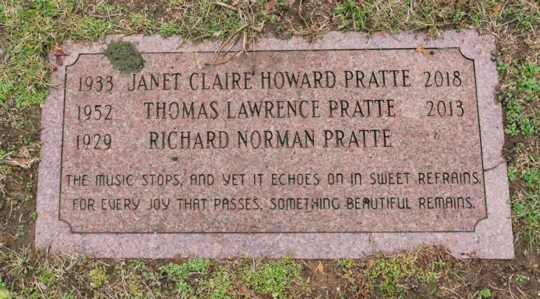 1933 JANET CLAIRE HOWARD PRATTE 2018
1952 THOMAS LAWRENCE PRATTE 2013
1929 RICHARD NORMAN PRATTE
THE MUSIC STOPS, AND YET IT ECHOES ON IN SWEET REFRAINS.
FOR EVERY JOY THAT PASSES, SOMETHING BEAUTIFUL REMAINS.